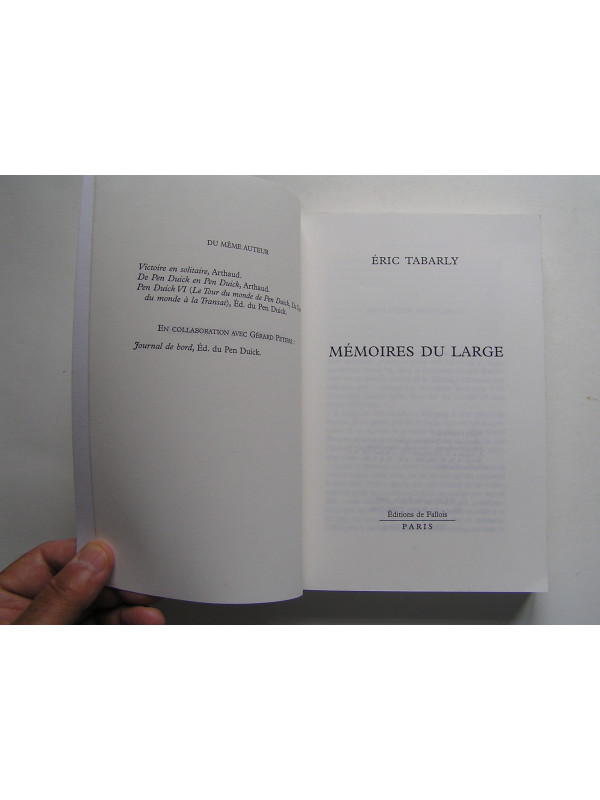 DU MÊME AUTEUR
Victoire en solitaire, Arthaud.
De Pen Duick en Pen Duick, Arthaud.
Pen Duick VI (Le Tour du monde de Pen Duick, Du
du monde à la Transat), Éd. du Pen Duick.
EN COLLABORATION AVEC GÉRARD
Journal de bord, Éd. du Pen Duick.
ÉRIC TABARLY
MÉMOIRES DU LARGE
Éditions de Fallois
PARIS